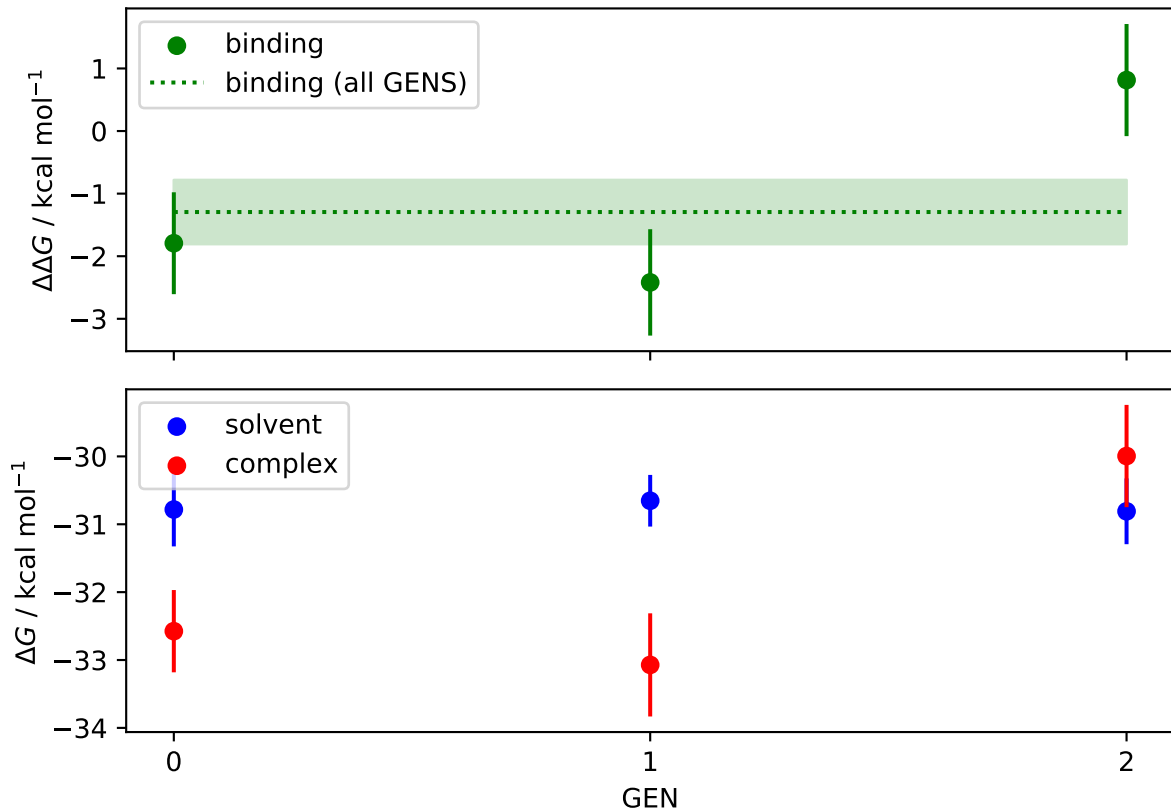 binding
binding (all GENS)
1
0
−1
−2
−3
ΔΔG / kcal mol⁻¹
solvent
complex
−30
−31
−32
−33
−34
ΔG / kcal mol⁻¹
0 1 2
GEN